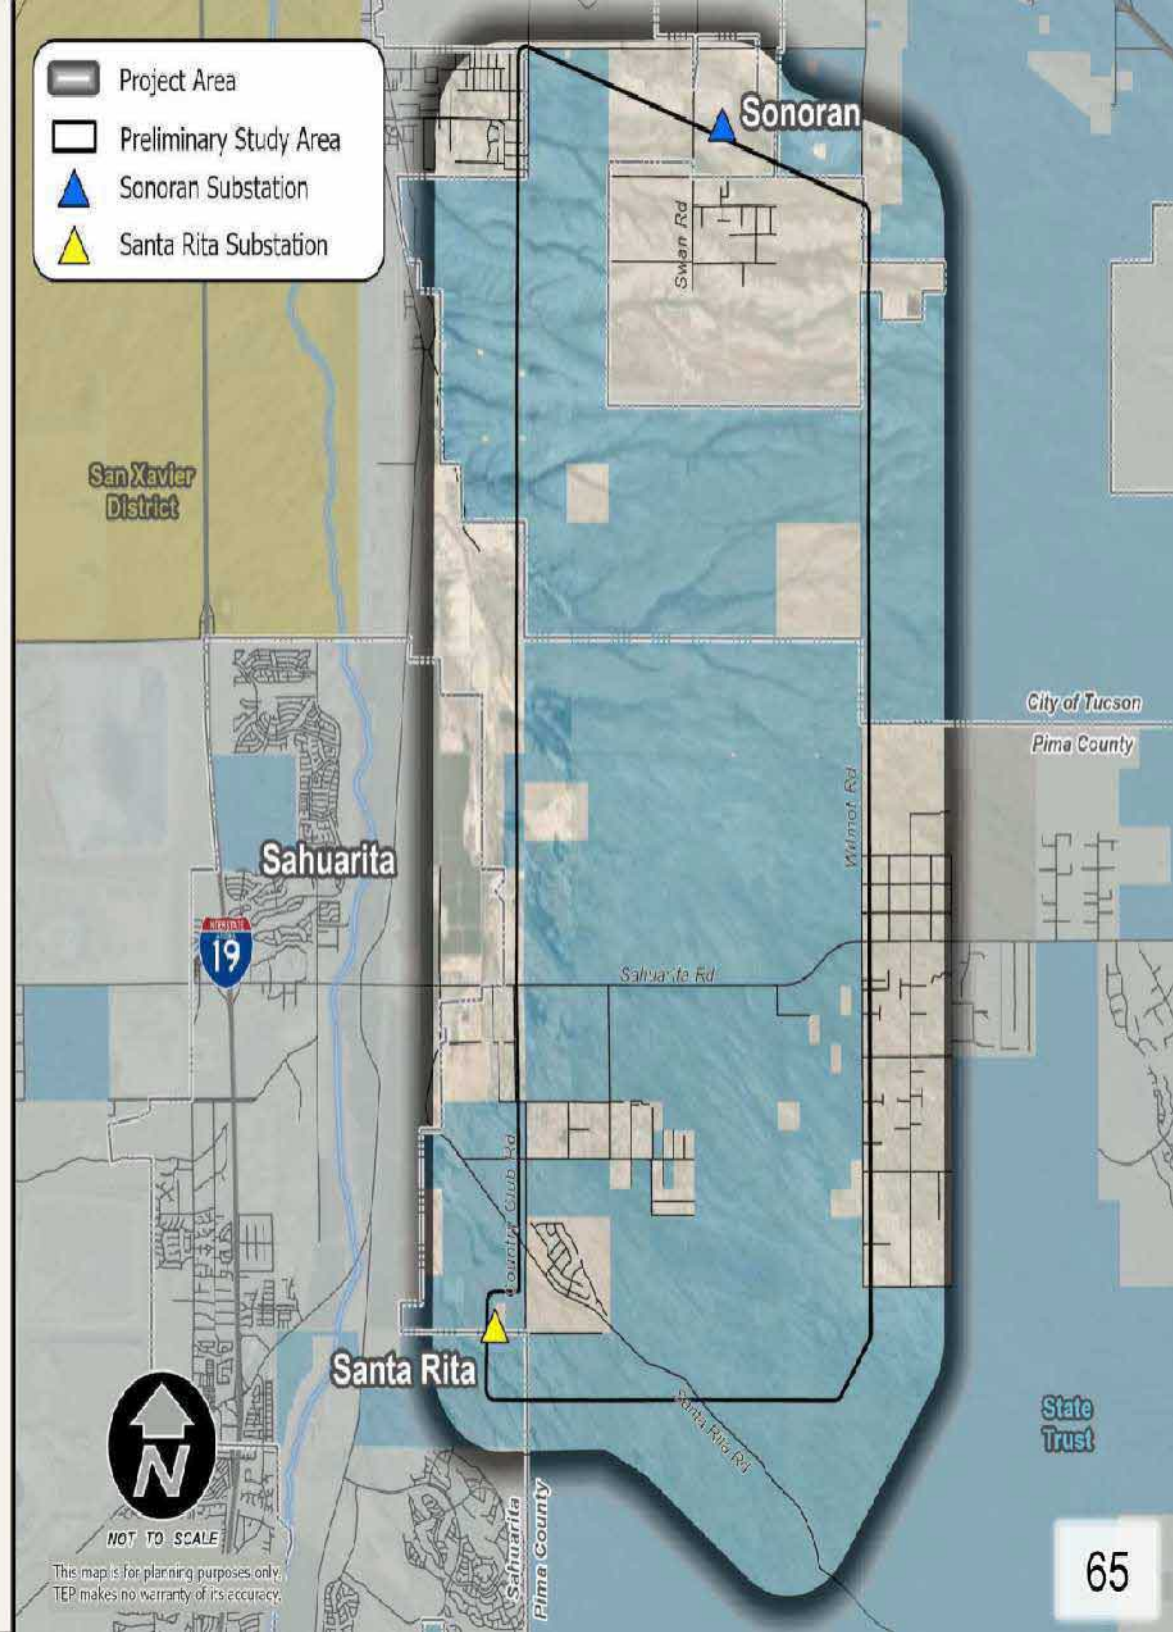 Project Area
Preliminary Study Area
Sonoran Substation
Santa Rita Substation
Sonoran
Swan Rd
San Xavier
District
City of Tucson
Pima County
Wilmot Rd
Sahuarita
INTERSTATE
19
Sahuarita Rd
Country Club Rd
Santa Rita
Santa Rita Rd
State
Trust
N
NOT TO SCALE
This map is for planning purposes only.
TEP makes no warranty of its accuracy.
Sahuarita
Pima County
65